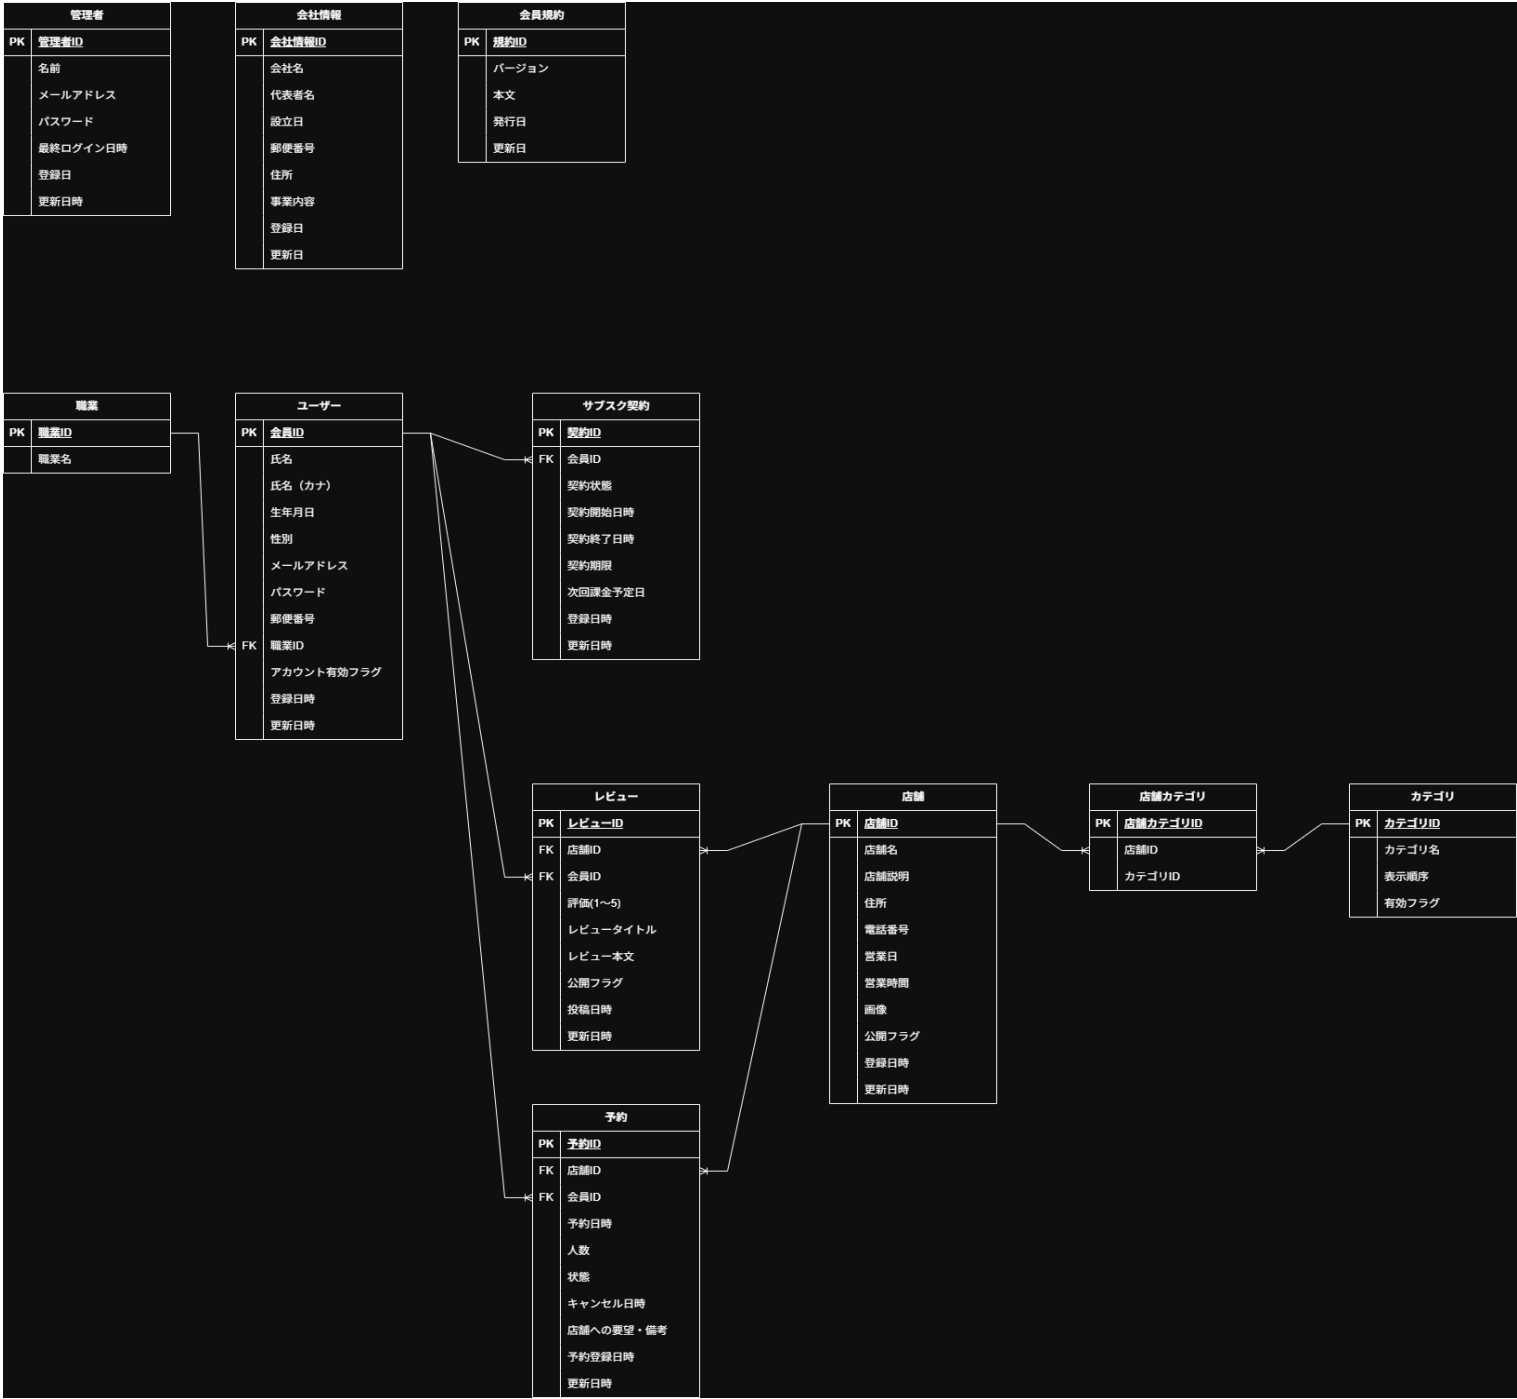 管理者
PK 管理者ID
名前
メールアドレス
パスワード
最終ログイン日時
登録日
更新日時
会社情報
PK 会社情報ID
会社名
代表者名
設立日
郵便番号
住所
事業内容
登録日
更新日
会員規約
PK 規約ID
バージョン
本文
発行日
更新日
職業
PK 職業ID
職業名
ユーザー
PK 会員ID
氏名
氏名（カナ）
生年月日
性別
メールアドレス
パスワード
郵便番号
FK 職業ID
アカウント有効フラグ
登録日時
更新日時
サブスク契約
PK 契約ID
FK 会員ID
契約状態
契約開始日時
契約終了日時
契約期限
次回課金予定日
登録日時
更新日時
レビュー
PK レビューID
FK 店舗ID
FK 会員ID
評価(1～5)
レビュータイトル
レビュー本文
公開フラグ
投稿日時
更新日時
店舗
PK 店舗ID
店舗名
店舗説明
住所
電話番号
営業日
営業時間
画像
公開フラグ
登録日時
更新日時
店舗カテゴリ
PK 店舗カテゴリID
店舗ID
カテゴリID
カテゴリ
PK カテゴリID
カテゴリ名
表示順序
有効フラグ
予約
PK 予約ID
FK 店舗ID
FK 会員ID
予約日時
人数
状態
キャンセル日時
店舗への要望・備考
予約登録日時
更新日時